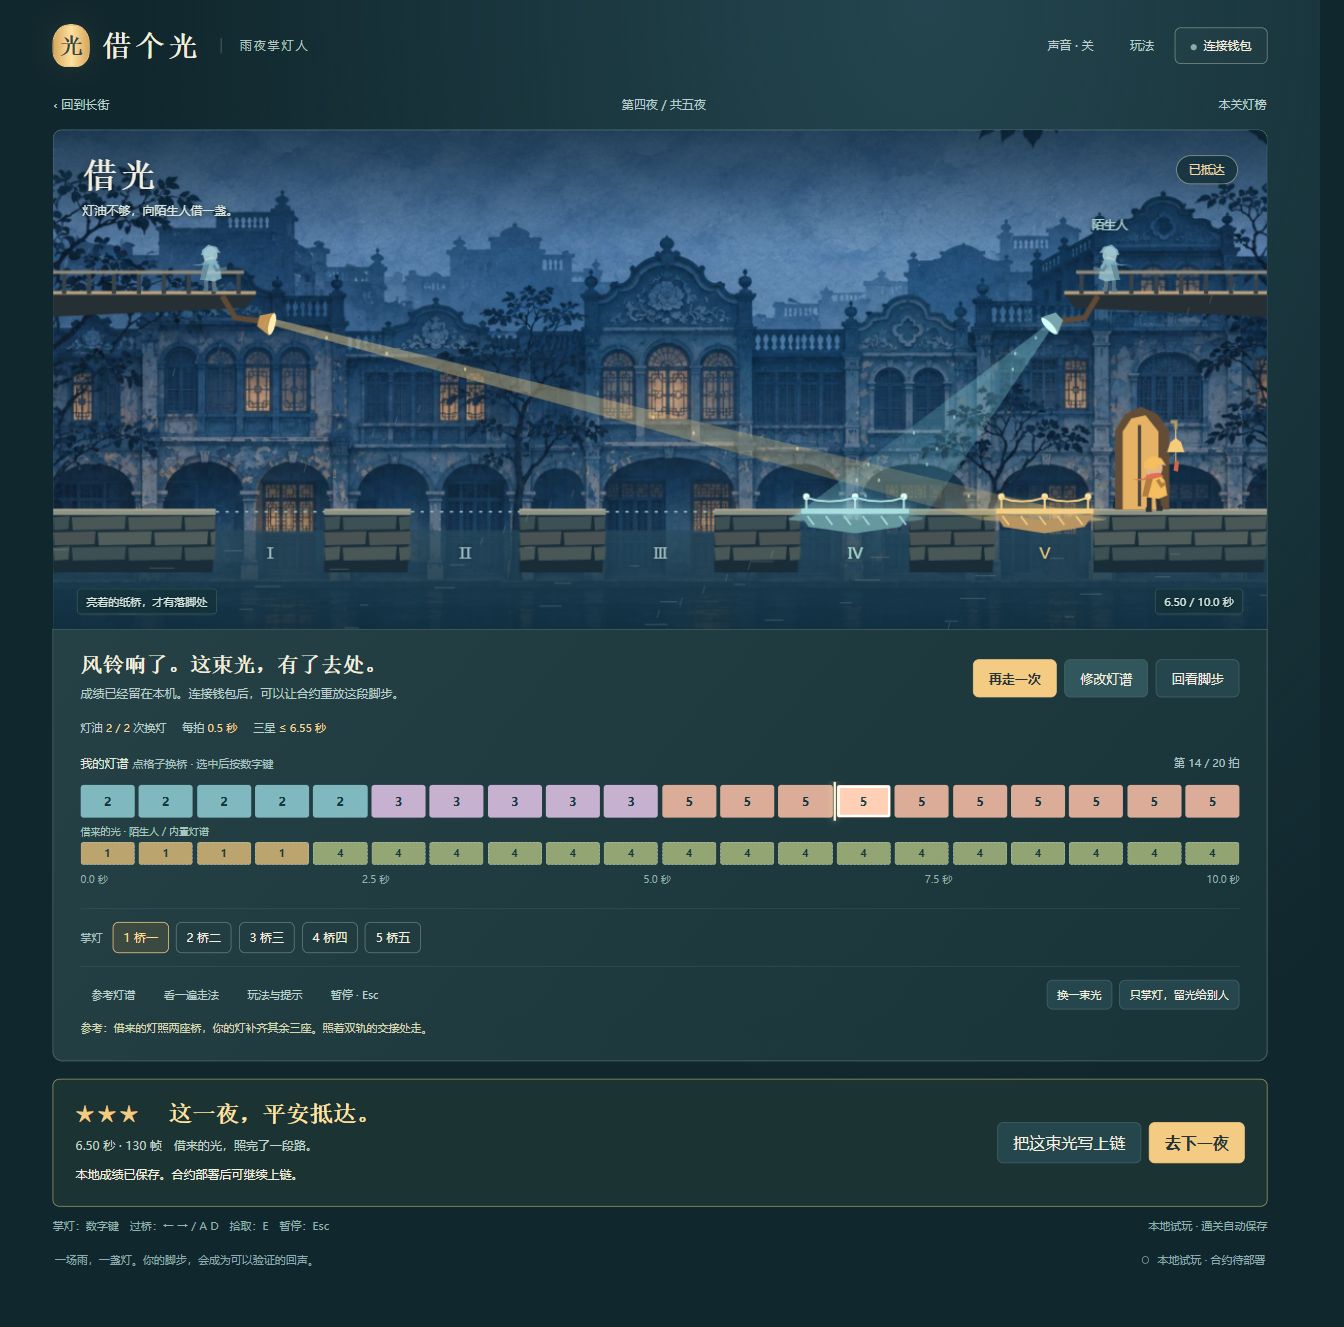 光 借个光 雨夜掌灯人 声音 · 关 玩法 连接钱包
‹ 回到长街 第四夜 / 共五夜 本关灯榜
借光
灯油不够，向陌生人借一盏。
已抵达
陌生人
I II III IV V
亮着的纸桥，才有落脚处 6.50 / 10.0 秒
风铃响了。这束光，有了去处。
成绩已经留在本机。连接钱包后，可以让合约重放这段脚步。
再走一次 修改灯谱 回看脚步
灯油 2 / 2 次换灯 每拍 0.5 秒 三星 ≤ 6.55 秒
我的灯谱 点格子换桥 · 选中后按数字键 第 14 / 20 拍
2 2 2 2 2 3 3 3 3 3 5 5 5 5 5 5 5 5 5 5
借来的光 · 陌生人 / 内置灯谱
1 1 1 1 4 4 4 4 4 4 4 4 4 4 4 4 4 4 4 4
0.0 秒 2.5 秒 5.0 秒 7.5 秒 10.0 秒
掌灯 1 桥一 2 桥二 3 桥三 4 桥四 5 桥五
参考灯谱 看一遍走法 玩法与提示 暂停 · Esc 换一束光 只掌灯，留光给别人
参考：借来的灯照两座桥，你的灯补齐其余三座。照着双轨的交接处走。
★★★ 这一夜，平安抵达。
6.50 秒 · 130 帧 借来的光，照完了一段路。
本地成绩已保存。合约部署后可继续上链。
把这束光写上链 去下一夜
掌灯：数字键 过桥：← → / A D 拾取：E 暂停：Esc 本地试玩 · 通关自动保存
一场雨，一盏灯。你的脚步，会成为可以验证的回声。 本地试玩 · 合约待部署